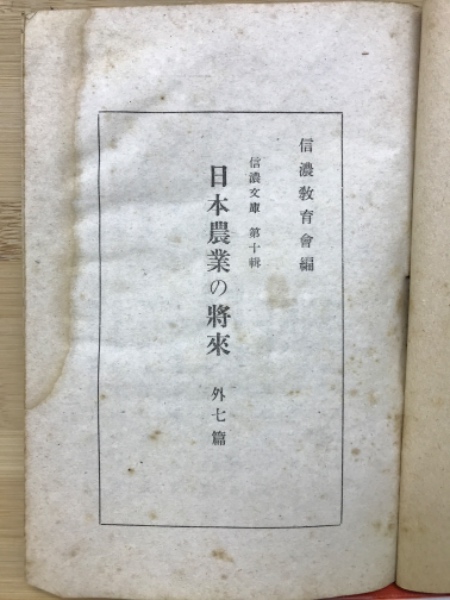 信濃敎育會編
信濃文庫 第十輯
日本農業の將來 外七篇